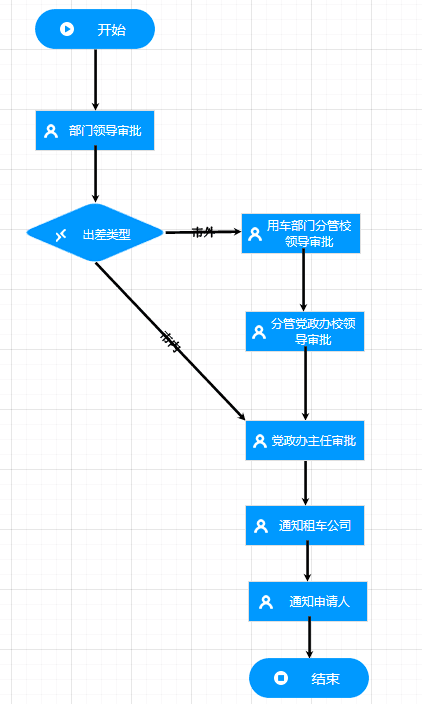 开始
部门领导审批
出差类型
市外
用车部门分管校
领导审批
市内
分管党政办校领
导审批
党政办主任审批
通知租车公司
通知申请人
结束